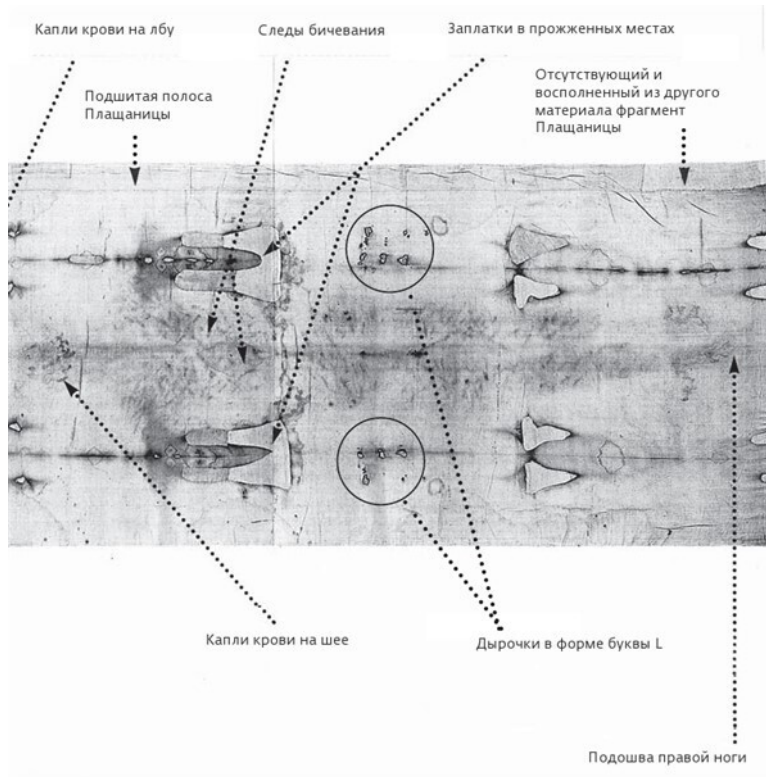 Капли крови на лбу
Следы бичевания
Заплатки в прожженных местах
Подшитая полоса
Плащаницы
Отсутствующий и
восполненный из другого
материала фрагмент
Плащаницы
Капли крови на шее
Дырочки в форме буквы L
Подошва правой ноги